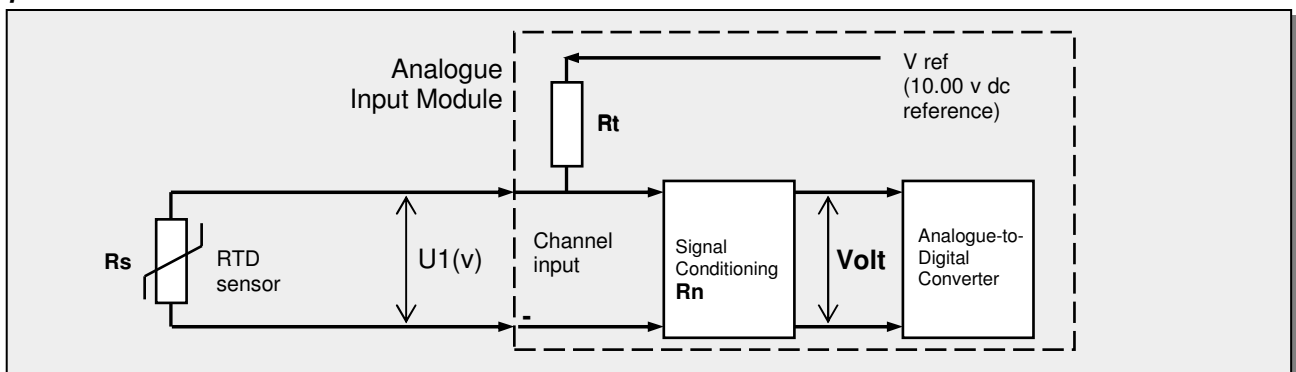 Analogue
Input Module
V ref
(10.00 v dc
reference)
Rt
Rs
RTD
sensor
U1(v)
Channel
input
-
Signal
Conditioning
Rn
Volt
Analogue-to-
Digital
Converter